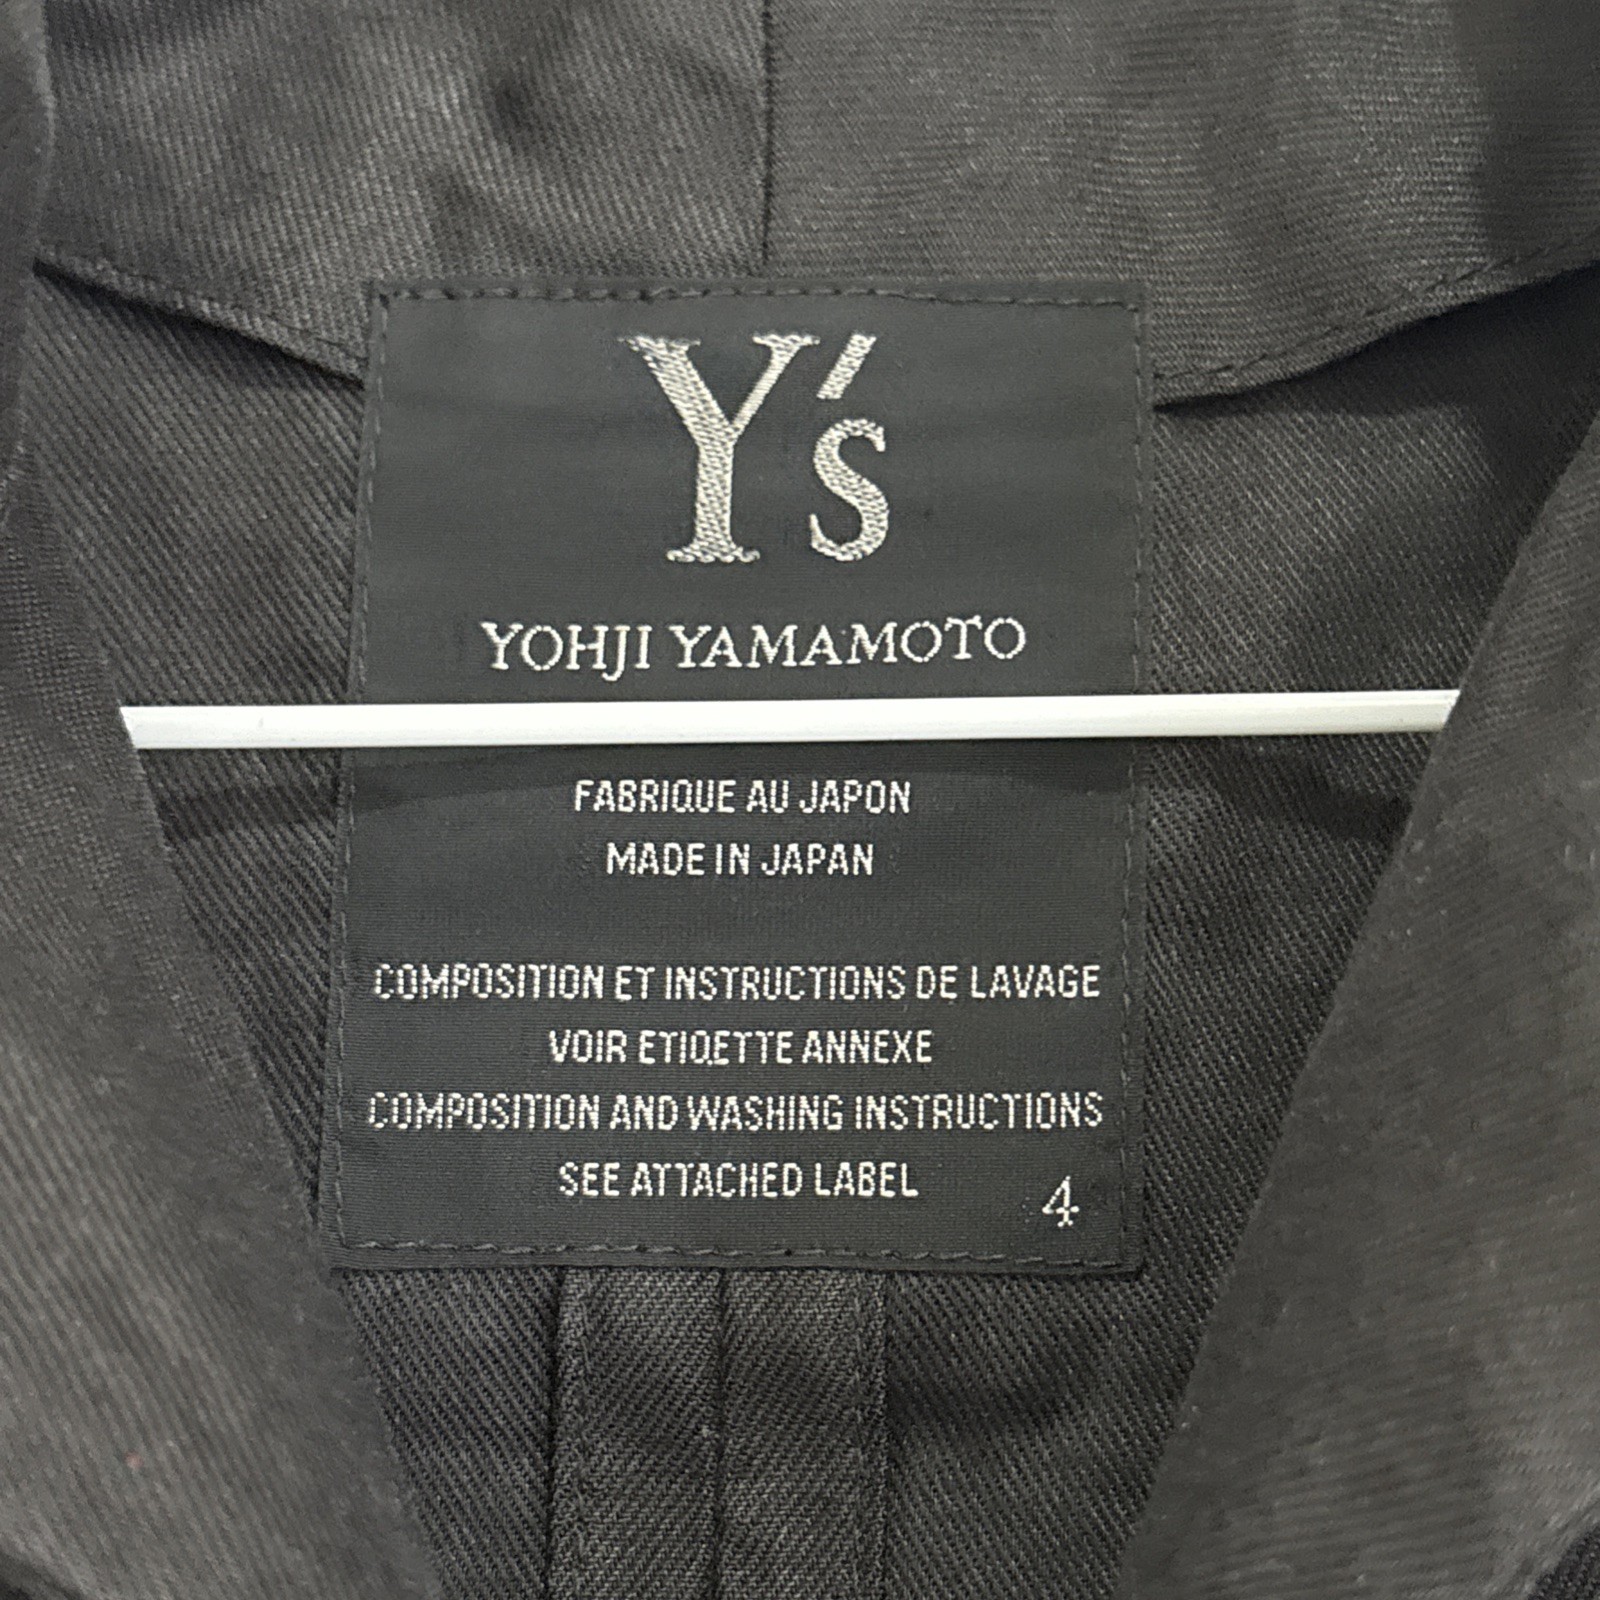 Y's
YOHJI YAMAMOTO
FABRIQUE AU JAPON
MADE IN JAPAN
COMPOSITION ET INSTRUCTIONS DE LAVAGE
VOIR ETIQETTE ANNEXE
COMPOSITION AND WASHING INSTRUCTIONS
SEE ATTACHED LABEL
4